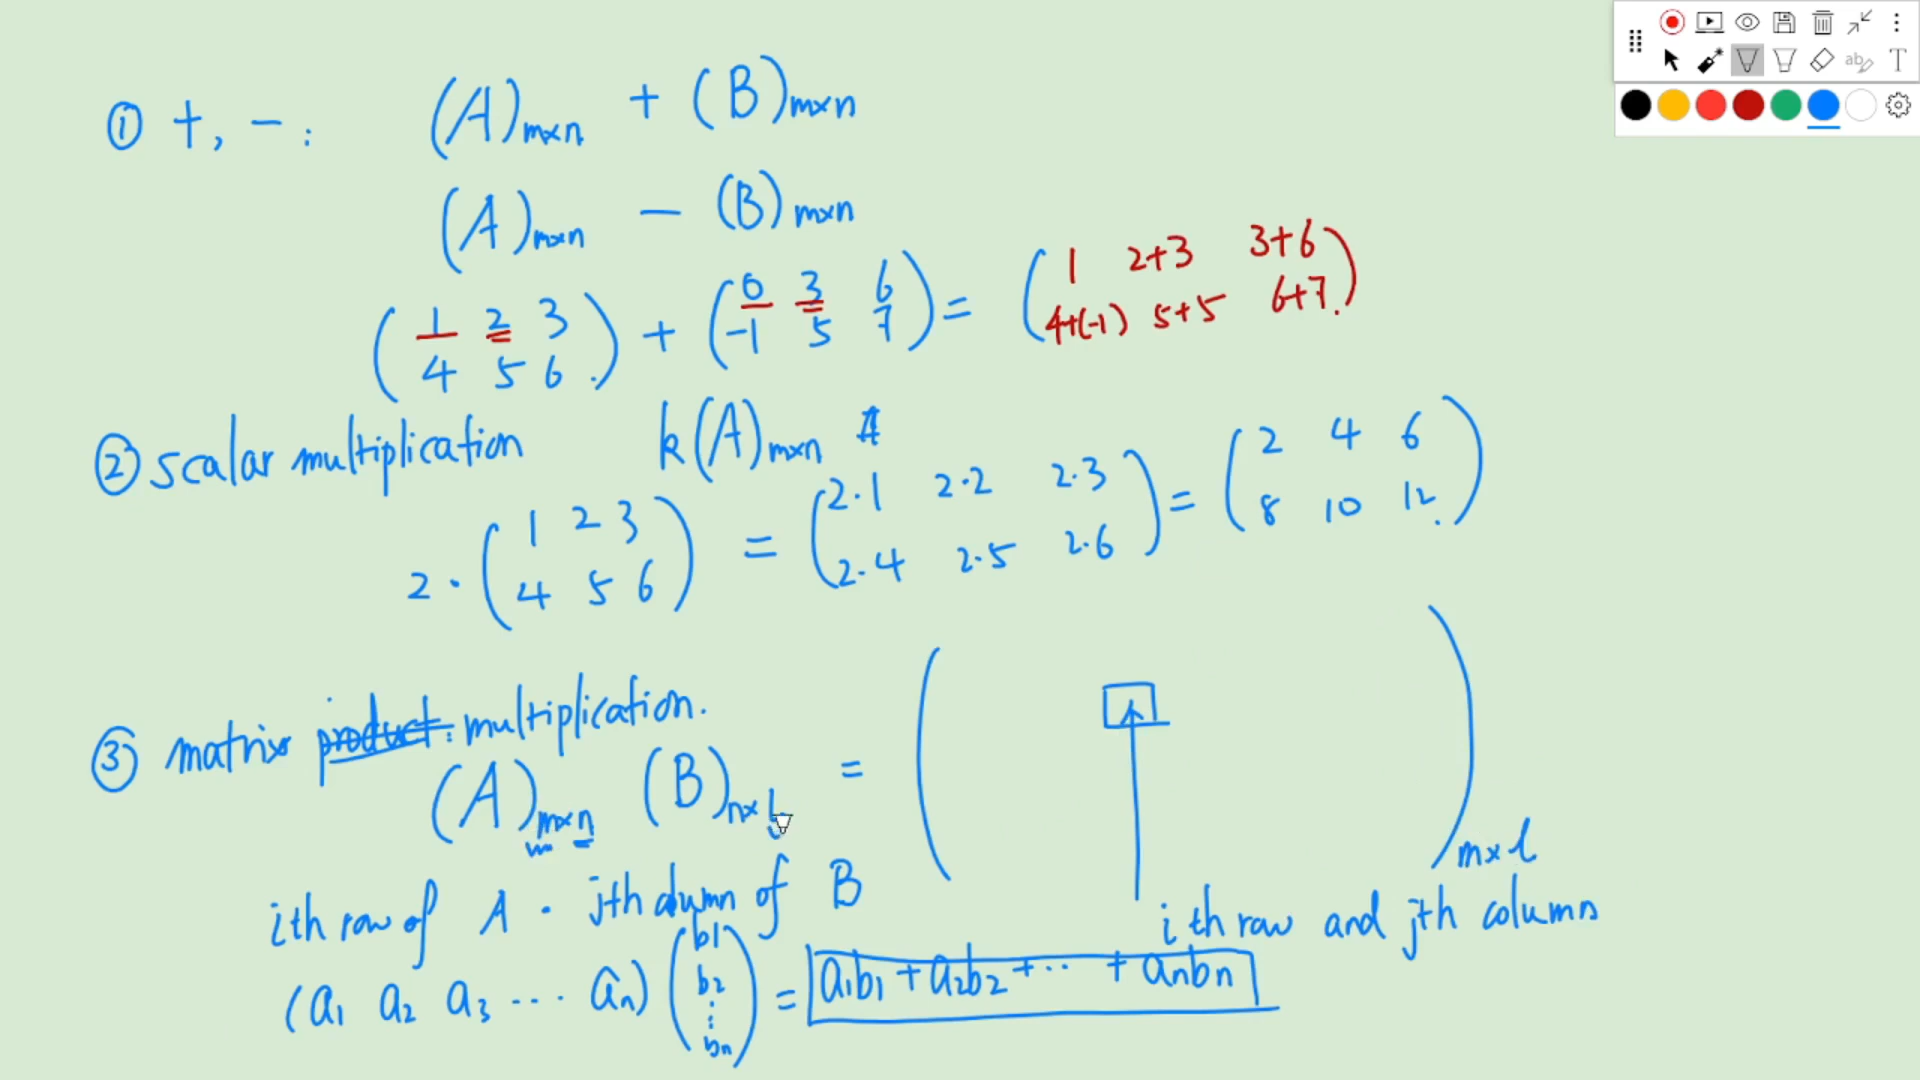 ① +, - : (A)m×n + (B)m×n
(A)m×n - (B)m×n
(1 2 3
4 5 6) + (0 3 6
-1 5 7) = (1 2+3 3+6
4+(-1) 5+5 6+7)
② scalar multiplication k(A)m×n
2 · (1 2 3
4 5 6) = (2·1 2·2 2·3
2·4 2·5 2·6) = (2 4 6
8 10 12)
③ matrix product: multiplication.
(A)m×n (B)n×l = ( )m×l
ith row of A · jth column of B
i th row and jth column
(a1 a2 a3 ... an) (b1
b2
⋮
bn) = a1b1 + a2b2 + ... + anbn